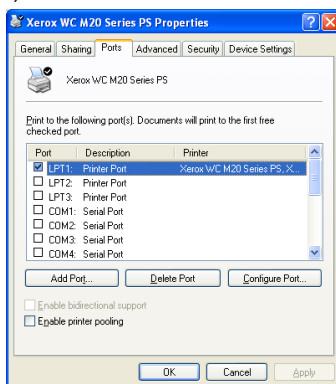 Xerox WC M20 Series PS Properties
General Sharing Ports Advanced Security Device Settings
Xerox WC M20 Series PS
Print to the following port(s). Documents will print to the first free
checked port.
Port Description Printer
LPT1: Printer Port Xerox WC M20 Series PS, X...
LPT2: Printer Port
LPT3: Printer Port
COM1: Serial Port
COM2: Serial Port
COM3: Serial Port
COM4: Serial Port
Add Port... Delete Port Configure Port...
Enable bidirectional support
Enable printer pooling
OK Cancel Apply